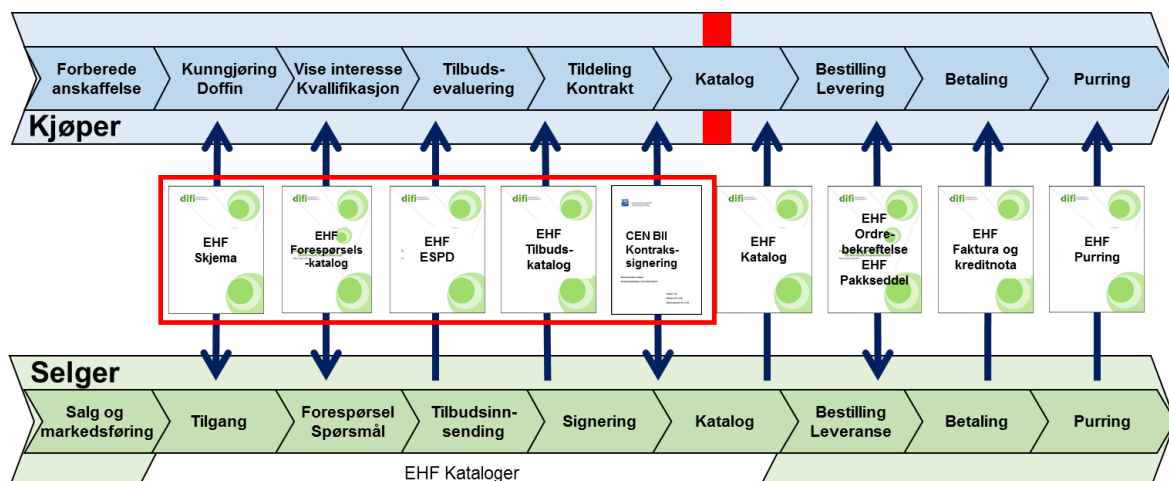 Forberede
anskaffelse
Kunngjøring
Doffin
Vise interesse
Kvallifikasjon
Tilbuds-
evaluering
Tildeling
Kontrakt
Katalog
Bestilling
Levering
Betaling
Purring
Kjøper
difi
EHF
Skjema
difi
EHF
Forespørsels
-katalog
difi
EHF
ESPD
difi
EHF
Tilbuds-
katalog
CEN BII
Kontraks-
signering
difi
EHF
Katalog
difi
EHF
Ordre-
bekreftelse
EHF
Pakkseddel
difi
EHF
Faktura og
kreditnota
difi
EHF
Purring
Selger
Salg og
markedsføring
Tilgang
Forespørsel
Spørsmål
Tilbudsinn-
sending
Signering
Katalog
Bestilling
Leveranse
Betaling
Purring
EHF Kataloger